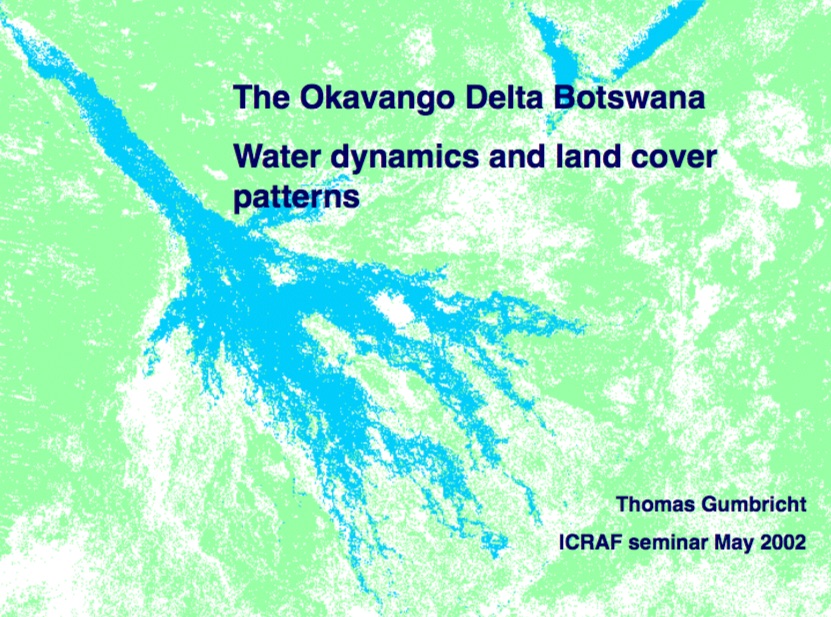 The Okavango Delta Botswana
Water dynamics and land cover
patterns
Thomas Gumbricht
ICRAF seminar May 2002